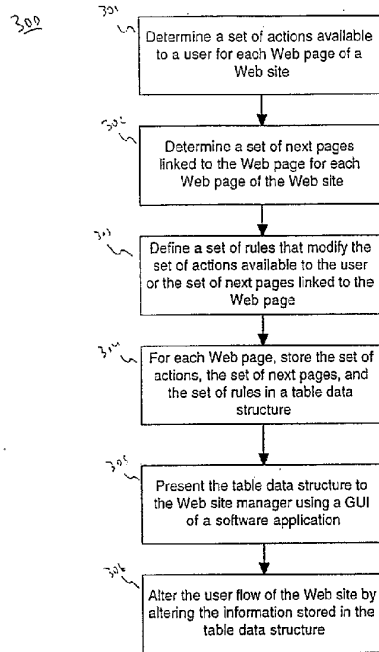 300
301
Determine a set of actions available
to a user for each Web page of a
Web site
302
Determine a set of next pages
linked to the Web page for each
Web page of the Web site
303
Define a set of rules that modify the
set of actions available to the user
or the set of next pages linked to the
Web page
304
For each Web page, store the set of
actions, the set of next pages, and
the set of rules in a table data
structure
305
Present the table data structure to
the Web site manager using a GUI
of a software application
306
Alter the user flow of the Web site by
altering the information stored in the
table data structure